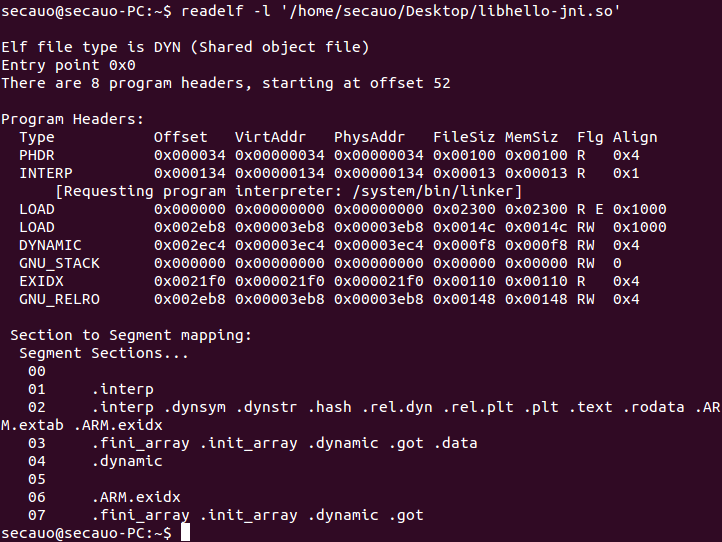 secauo@secauo-PC:~$ readelf -l '/home/secauo/Desktop/libhello-jni.so'

Elf file type is DYN (Shared object file)
Entry point 0x0
There are 8 program headers, starting at offset 52

Program Headers:
  Type           Offset   VirtAddr   PhysAddr   FileSiz MemSiz  Flg Align
  PHDR           0x000034 0x00000034 0x00000034 0x00100 0x00100 R   0x4
  INTERP         0x000134 0x00000134 0x00000134 0x00013 0x00013 R   0x1
      [Requesting program interpreter: /system/bin/linker]
  LOAD           0x000000 0x00000000 0x00000000 0x02300 0x02300 R E 0x1000
  LOAD           0x002eb8 0x00003eb8 0x00003eb8 0x0014c 0x0014c RW  0x1000
  DYNAMIC        0x002ec4 0x00003ec4 0x00003ec4 0x000f8 0x000f8 RW  0x4
  GNU_STACK      0x000000 0x00000000 0x00000000 0x00000 0x00000 RW  0
  EXIDX          0x0021f0 0x000021f0 0x000021f0 0x00110 0x00110 R   0x4
  GNU_RELRO      0x002eb8 0x00003eb8 0x00003eb8 0x00148 0x00148 RW  0x4

 Section to Segment mapping:
  Segment Sections...
   00
   01     .interp
   02     .interp .dynsym .dynstr .hash .rel.dyn .rel.plt .plt .text .rodata .AR
M.extab .ARM.exidx
   03     .fini_array .init_array .dynamic .got .data
   04     .dynamic
   05
   06     .ARM.exidx
   07     .fini_array .init_array .dynamic .got
secauo@secauo-PC:~$